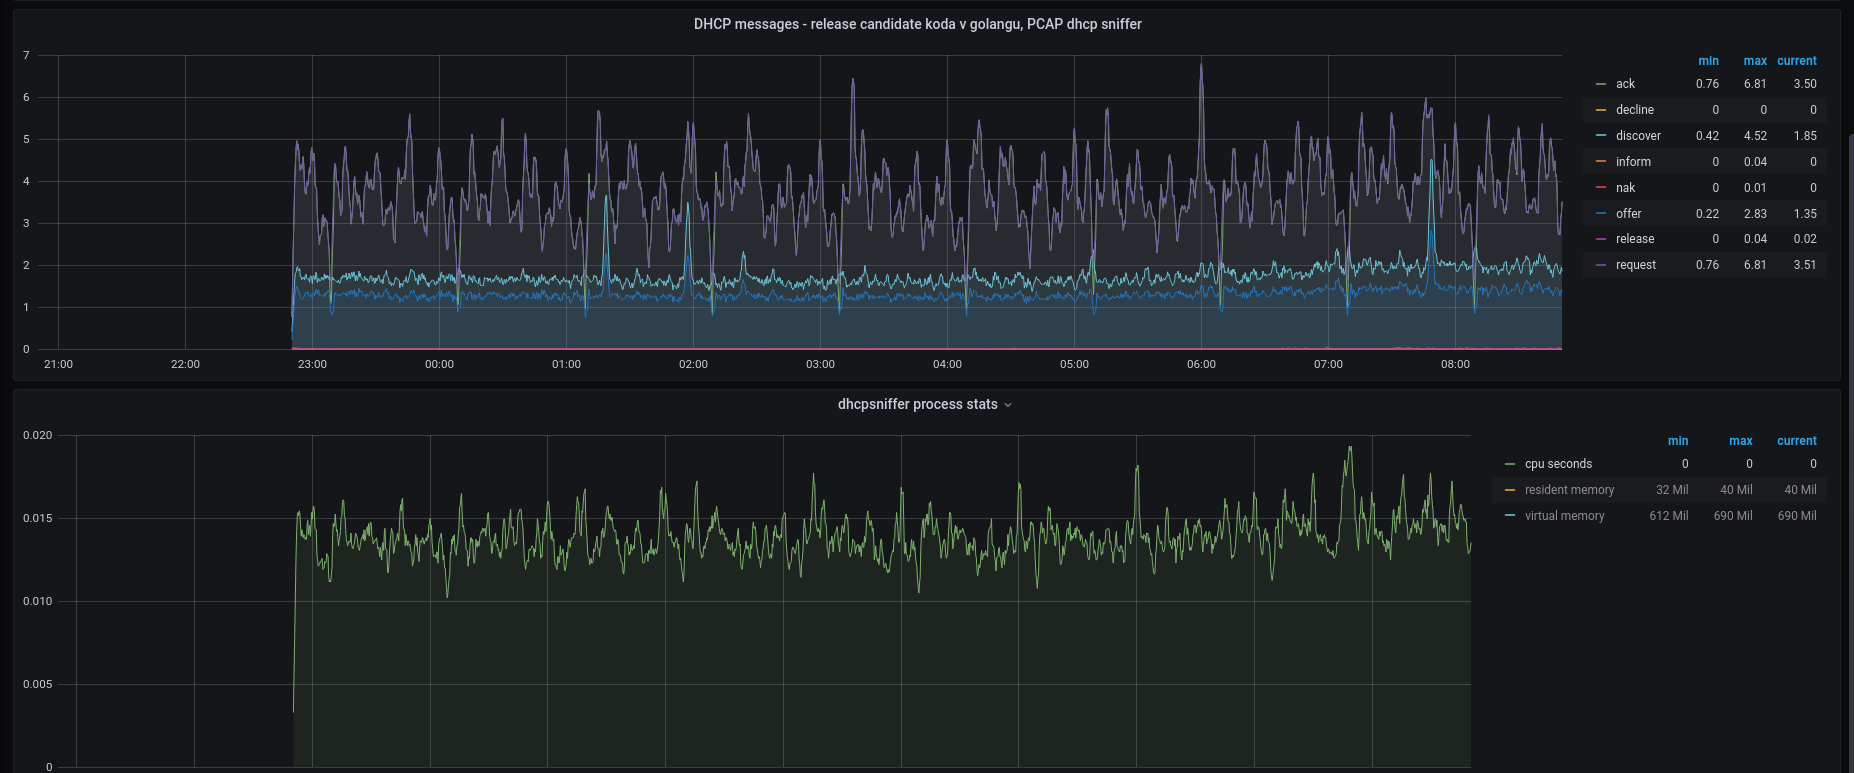 DHCP messages - release candidate koda v golangu, PCAP dhcp sniffer
7
6
5
4
3
2
1
0
21:00 22:00 23:00 00:00 01:00 02:00 03:00 04:00 05:00 06:00 07:00 08:00
min max current
ack 0.76 6.81 3.50
decline 0 0 0
discover 0.42 4.52 1.85
inform 0 0.04 0
nak 0 0.01 0
offer 0.22 2.83 1.35
release 0 0.04 0.02
request 0.76 6.81 3.51
dhcpsniffer process stats
0.020
0.015
0.010
0.005
0
min max current
cpu seconds 0 0 0
resident memory 32 Mil 40 Mil 40 Mil
virtual memory 612 Mil 690 Mil 690 Mil